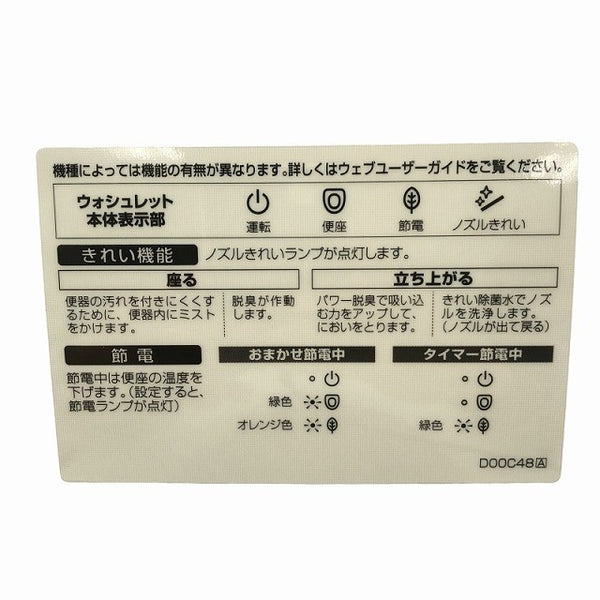 機種によっては機能の有無が異なります。詳しくはウェブユーザーガイドをご覧ください。
ウォシュレット
本体表示部
運転 便座 節電 ノズルきれい
きれい機能 ノズルきれいランプが点灯します。
座る
便器の汚れを付きにくくす
るために、便器内にミスト
をかけます。
脱臭が作動
します。
立ち上がる
パワー脱臭で吸い込
む力をアップして、
においをとります。
きれい除菌水でノズ
ルを洗浄します。
(ノズルが出て戻る)
節電
節電中は便座の温度を
下げます。(設定すると、
節電ランプが点灯)
おまかせ節電中
緑色
オレンジ色
タイマー節電中
緑色
D00C48A